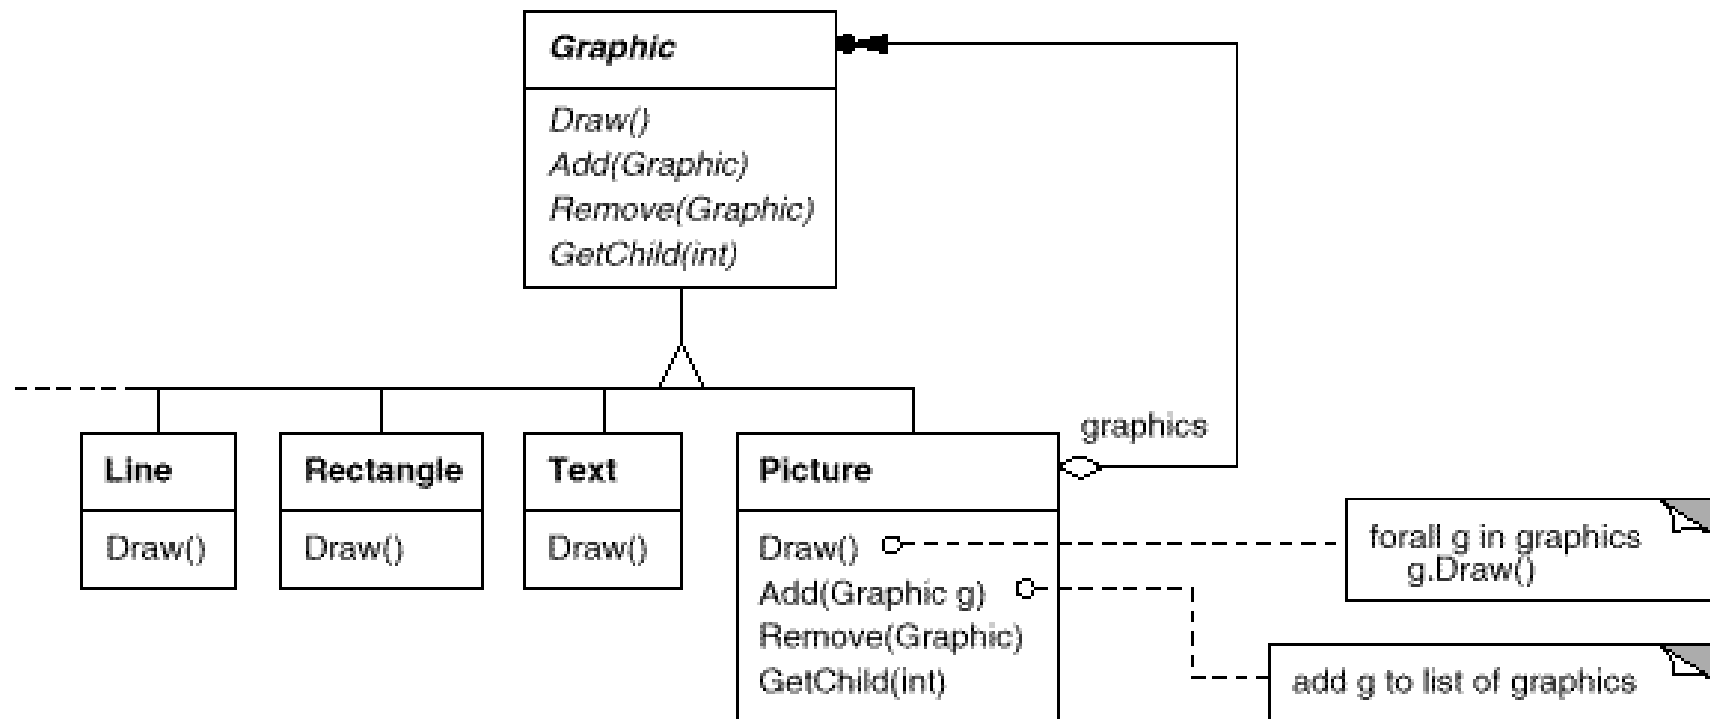 Graphic
Draw()
Add(Graphic)
Remove(Graphic)
GetChild(int)
graphics
Line
Draw()
Rectangle
Draw()
Text
Draw()
Picture
Draw()
Add(Graphic g)
Remove(Graphic)
GetChild(int)
forall g in graphics
g.Draw()
add g to list of graphics